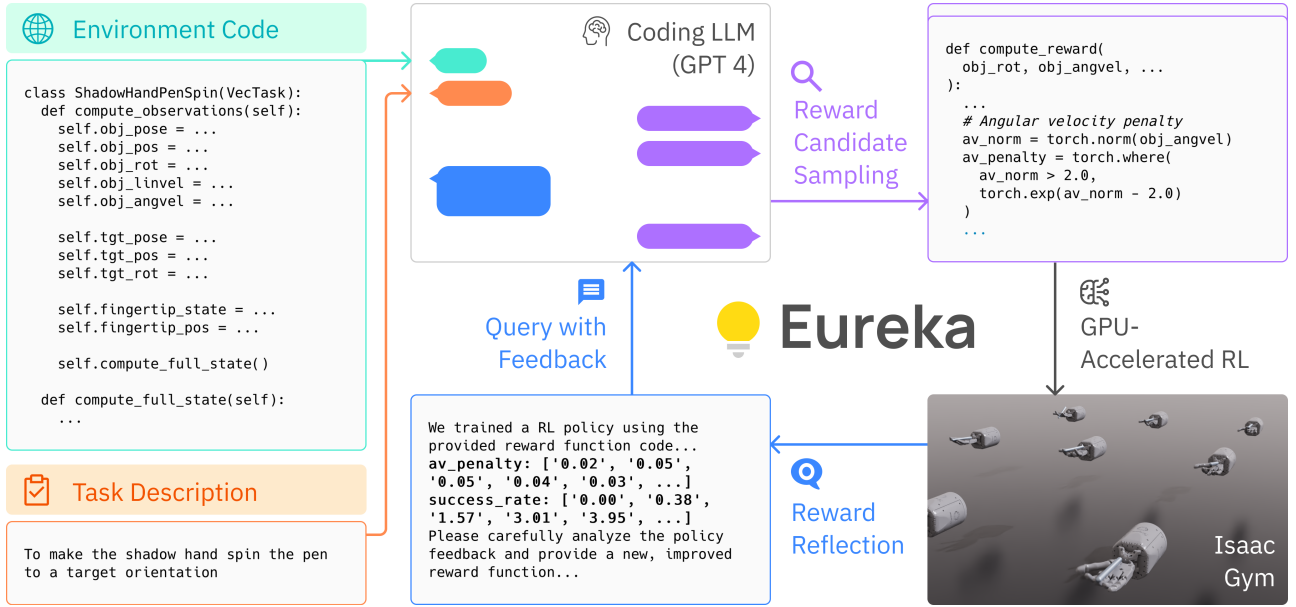 Environment Code
class ShadowHandPenSpin(VecTask):
  def compute_observations(self):
    self.obj_pose = ...
    self.obj_pos = ...
    self.obj_rot = ...
    self.obj_linvel = ...
    self.obj_angvel = ...
    self.tgt_pose = ...
    self.tgt_pos = ...
    self.tgt_rot = ...
    self.fingertip_state = ...
    self.fingertip_pos = ...
    self.compute_full_state()
  def compute_full_state(self):
    ...
Task Description
To make the shadow hand spin the pen
to a target orientation
Coding LLM
(GPT 4)
Reward
Candidate
Sampling
def compute_reward(
  obj_rot, obj_angvel, ...
):
  ...
  # Angular velocity penalty
  av_norm = torch.norm(obj_angvel)
  av_penalty = torch.where(
    av_norm > 2.0,
    torch.exp(av_norm - 2.0)
  )
  ...
Query with
Feedback
Eureka
GPU-
Accelerated RL
We trained a RL policy using the
provided reward function code...
av_penalty: ['0.02', '0.05',
'0.05', '0.04', '0.03', ...]
success_rate: ['0.00', '0.38',
'1.57', '3.01', '3.95', ...]
Please carefully analyze the policy
feedback and provide a new, improved
reward function...
Reward
Reflection
Isaac
Gym